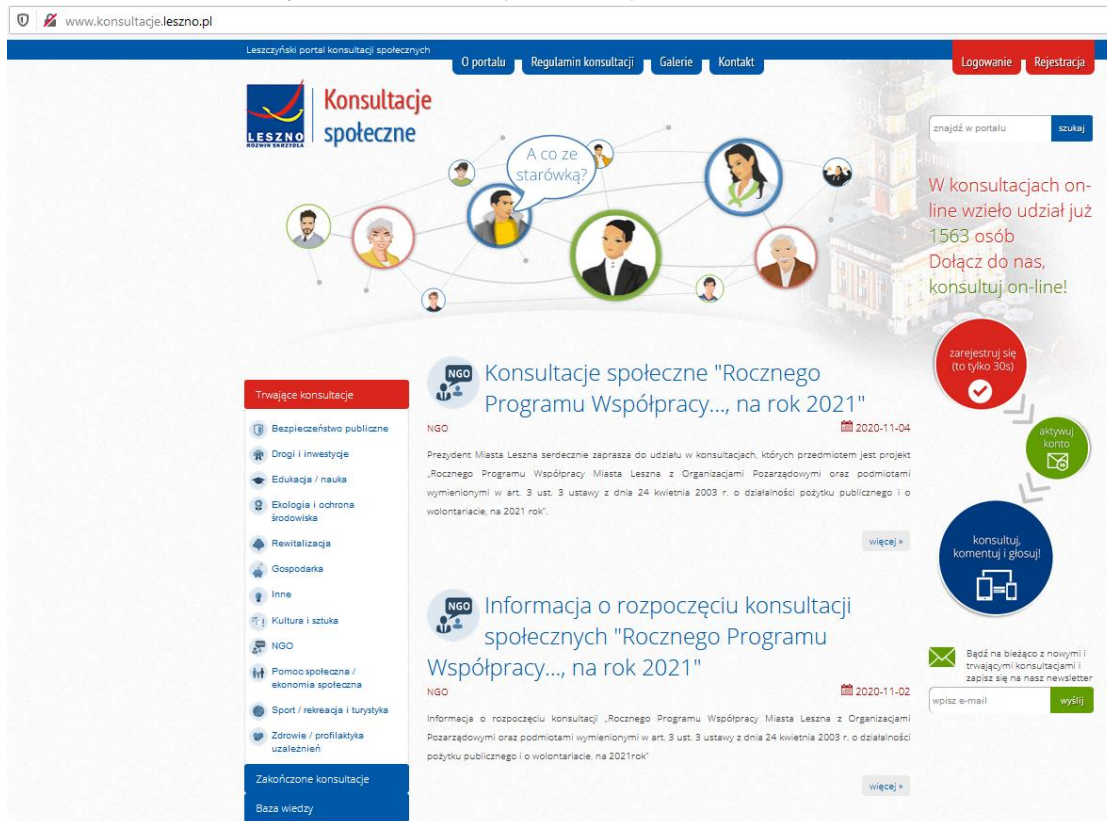 www.konsultacje.leszno.pl
Leszczyński portal konsultacji społecznych
O portalu
Regulamin konsultacji
Galerie
Kontakt
Logowanie
Rejestracja
LESZNO
ROZWIŃ SKRZYDŁA
Konsultacje
społeczne
A co ze
starówką?
znajdź w portalu
szukaj
W konsultacjach on-
line wzieło udział już
1563 osób
Dołącz do nas,
konsultuj on-line!
zarejestruj się
(to tylko 30s)
aktywuj
konto
konsultuj,
komentuj i głosuj!
Bądź na bieżąco z nowymi i
trwającymi konsultacjami i
zapisz się na nasz newsletter
wpisz e-mail
wyślij
Trwające konsultacje
Bezpieczeństwo publiczne
Drogi i inwestycje
Edukacja / nauka
Ekologia i ochrona
środowiska
Rewitalizacja
Gospodarka
Inne
Kultura i sztuka
NGO
Pomoc społeczna /
ekonomia społeczna
Sport / rekreacja i turystyka
Zdrowie / profilaktyka
uzależnień
Zakończone konsultacje
Baza wiedzy
NGO
Konsultacje społeczne "Rocznego
Programu Współpracy..., na rok 2021"
NGO
2020-11-04
Prezydent Miasta Leszna serdecznie zaprasza do udziału w konsultacjach, których przedmiotem jest projekt
„Rocznego Programu Współpracy Miasta Leszna z Organizacjami Pozarządowymi oraz podmiotami
wymienionymi w art. 3 ust. 3 ustawy z dnia 24 kwietnia 2003 r. o działalności pożytku publicznego i o
wolontariacie, na 2021 rok".
więcej »
NGO
Informacja o rozpoczęciu konsultacji
społecznych "Rocznego Programu
Współpracy..., na rok 2021"
NGO
2020-11-02
Informacja o rozpoczęciu konsultacji „Rocznego Programu Współpracy Miasta Leszna z Organizacjami
Pozarządowymi oraz podmiotami wymienionymi w art. 3 ust. 3 ustawy z dnia 24 kwietnia 2003 r. o działalności
pożytku publicznego i o wolontariacie, na 2021rok"
więcej »